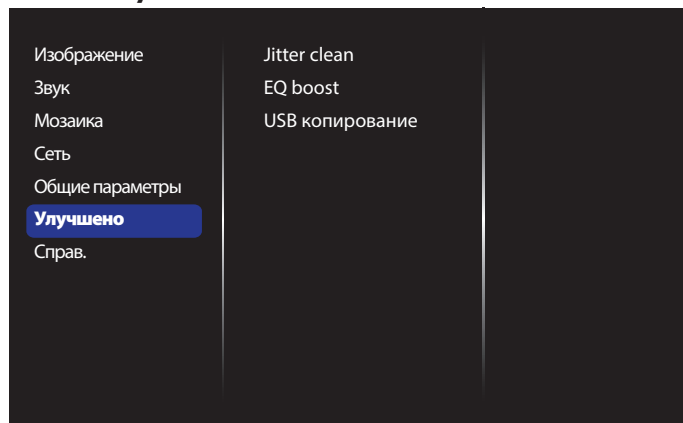 Изображение
Звук
Мозаика
Сеть
Общие параметры
Улучшено
Справ.
Jitter clean
EQ boost
USB копирование